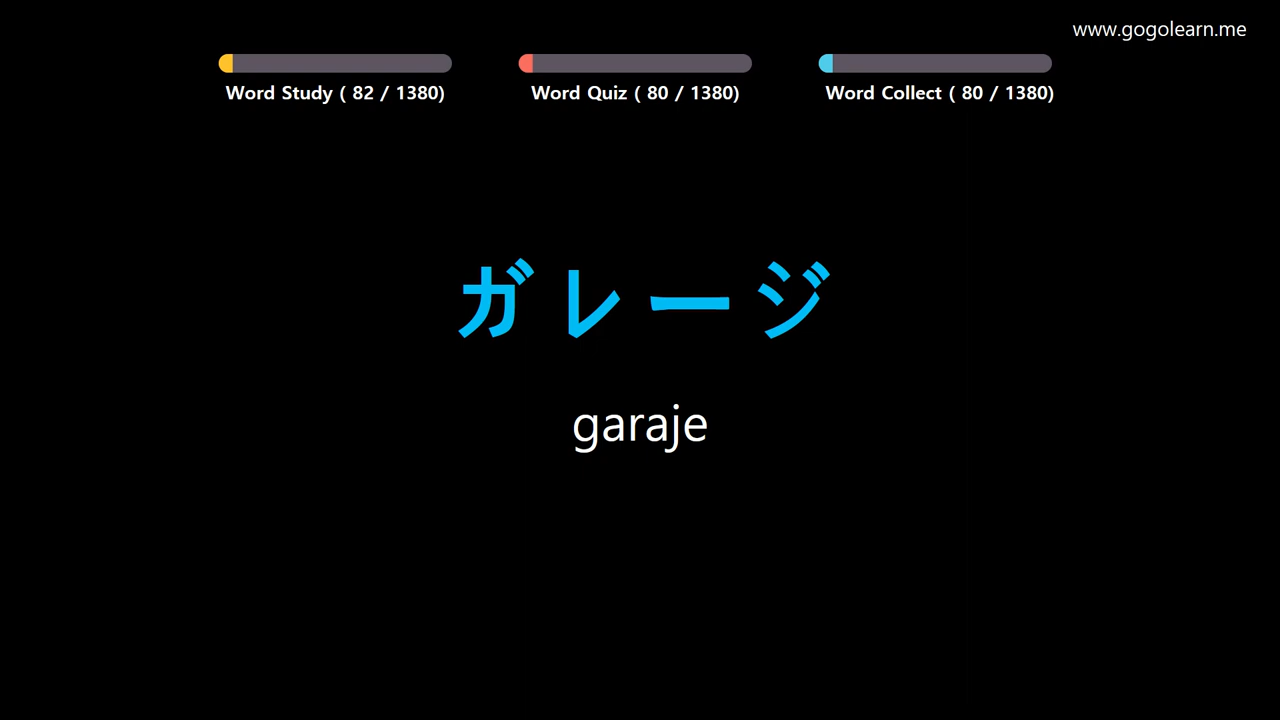 www.gogolearn.me
Word Study ( 82 / 1380)
Word Quiz ( 80 / 1380)
Word Collect ( 80 / 1380)
ガレージ
garaje